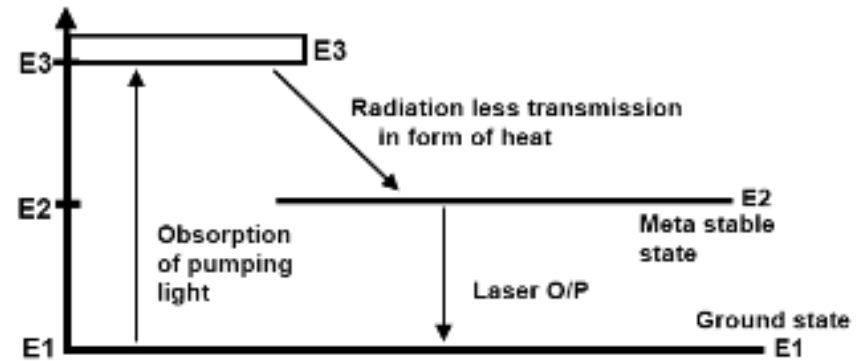 E3
E3
Radiation less transmission
in form of heat
E2
E2
Meta stable
state
Obsorption
of pumping
light
Laser O/P
Ground state
E1
E1